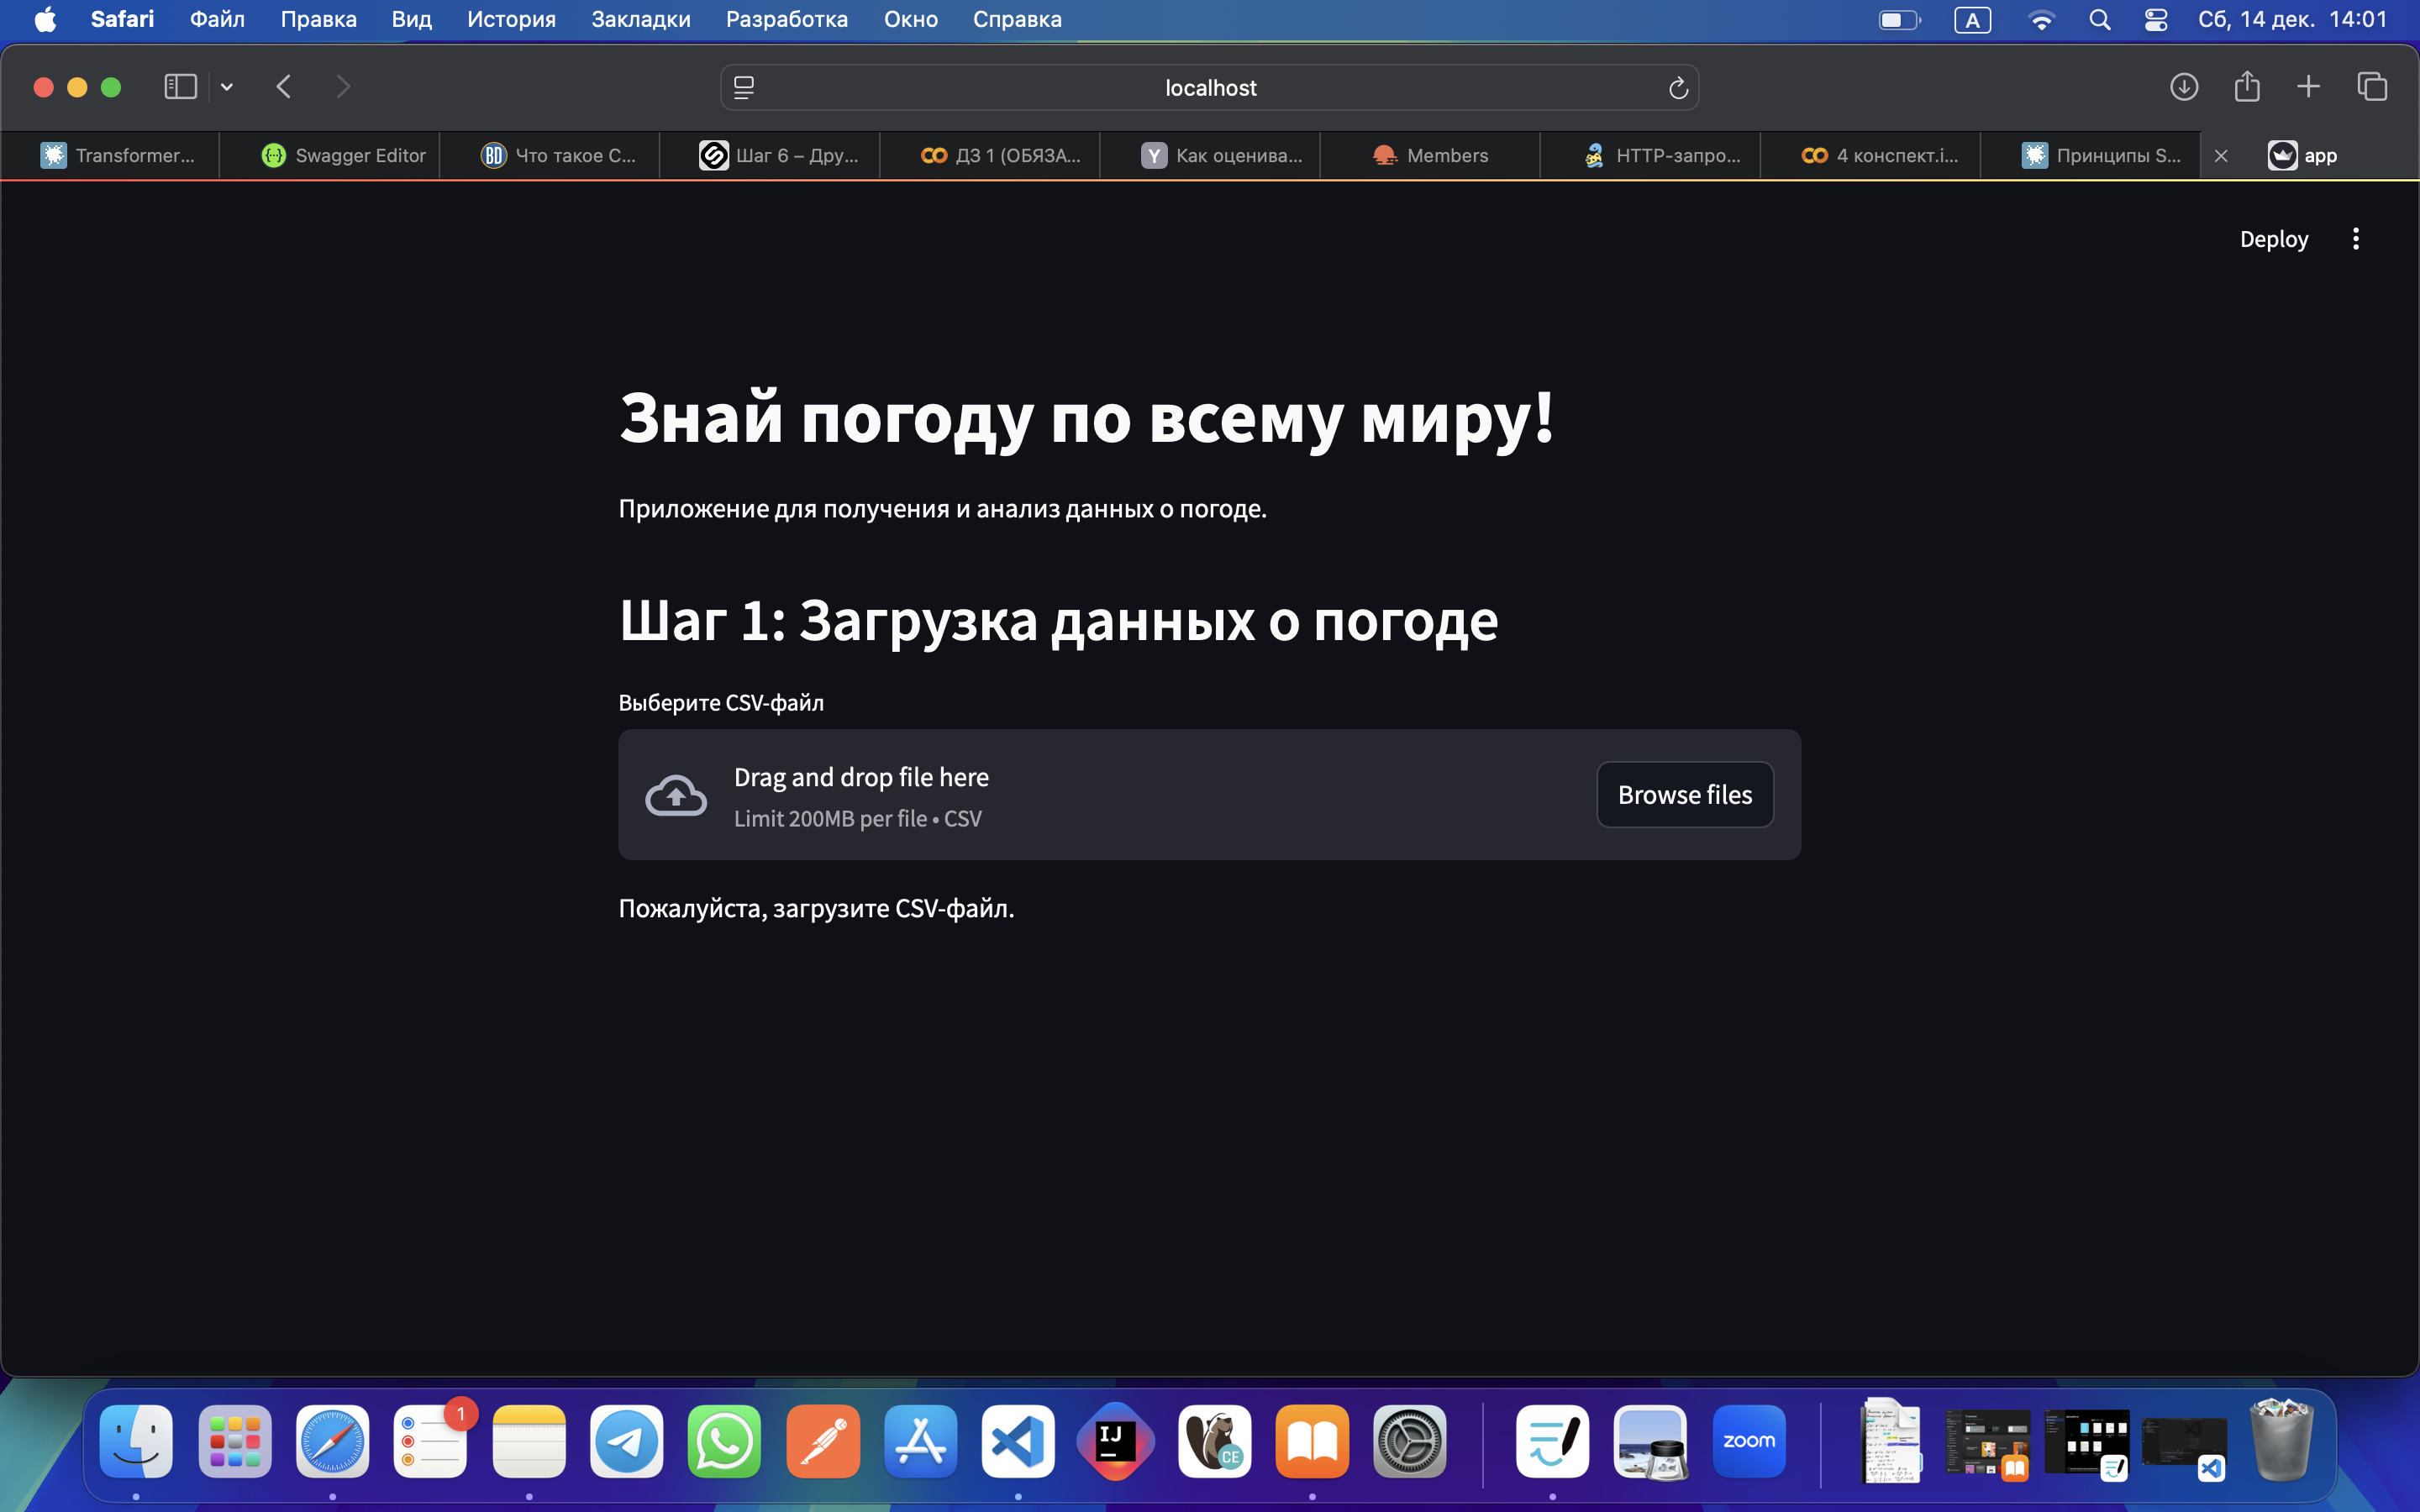 Safari Файл Правка Вид История Закладки Разработка Окно Справка A Сб, 14 дек. 14:01
localhost
Transformer... Swagger Editor BD Что такое С... Шаг 6 – Дру... ДЗ 1 (ОБЯЗА... Y Как оценива... Members HTTP-запро... 4 конспект.i... Принципы S... app
Deploy
Знай погоду по всему миру!
Приложение для получения и анализ данных о погоде.
Шаг 1: Загрузка данных о погоде
Выберите CSV-файл
Drag and drop file here
Limit 200MB per file • CSV
Browse files
Пожалуйста, загрузите CSV-файл.
1
IJ
CE
zoom